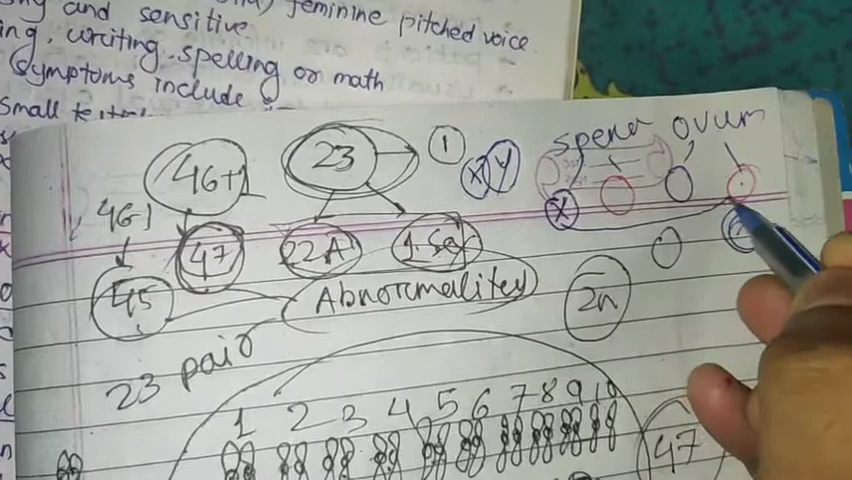 and sensitive feminine pitched voice
ing, writing, spelling or math
Symptoms include
Small
46+1 23 1 X Y Sperm ovum
46-1 47 22A 1-Sex X
45 Abnormalitey 2n
23 pair
1 2 3 4 5 6 7 8 9 10
47